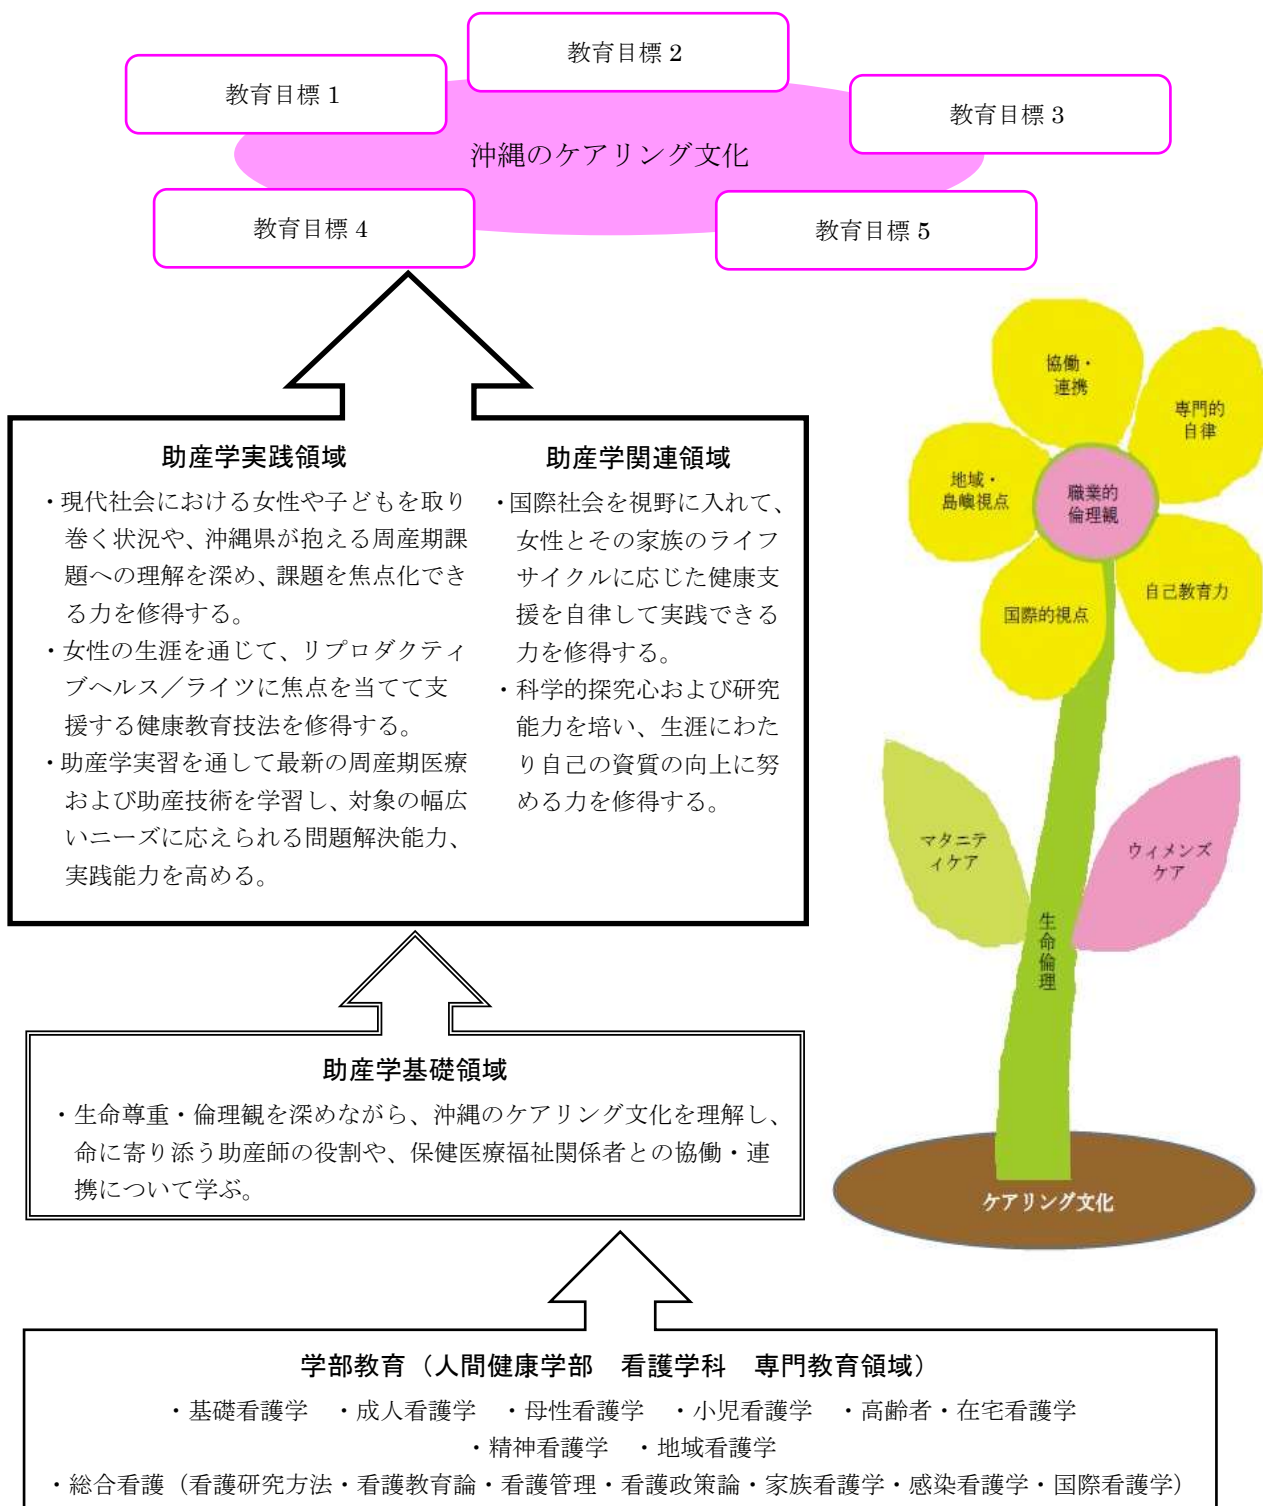 教育目標 2
教育目標 1
教育目標 3
沖縄のケアリング文化
教育目標 4
教育目標 5
助産学実践領域
・現代社会における女性や子どもを取り
巻く状況や、沖縄県が抱える周産期課
題への理解を深め、課題を焦点化でき
る力を修得する。
・女性の生涯を通じて、リプロダクティ
ブヘルス／ライツに焦点を当てて支
援する健康教育技法を修得する。
・助産学実習を通して最新の周産期医療
および助産技術を学習し、対象の幅広
いニーズに応えられる問題解決能力、
実践能力を高める。
助産学関連領域
・国際社会を視野に入れて、
女性とその家族のライフ
サイクルに応じた健康支
援を自律して実践できる
力を修得する。
・科学的探究心および研究
能力を培い、生涯にわた
り自己の資質の向上に努
める力を修得する。
協働・
連携
専門的
自律
地域・
島嶼視点
職業的
倫理観
国際的視点
自己教育力
マタニテ
ィケア
ウィメンズ
ケア
生命倫理
ケアリング文化
助産学基礎領域
・生命尊重・倫理観を深めながら、沖縄のケアリング文化を理解し、
命に寄り添う助産師の役割や、保健医療福祉関係者との協働・連
携について学ぶ。
学部教育（人間健康学部　看護学科　専門教育領域）
・基礎看護学　・成人看護学　・母性看護学　・小児看護学　・高齢者・在宅看護学
・精神看護学　・地域看護学
・総合看護（看護研究方法・看護教育論・看護管理・看護政策論・家族看護学・感染看護学・国際看護学）